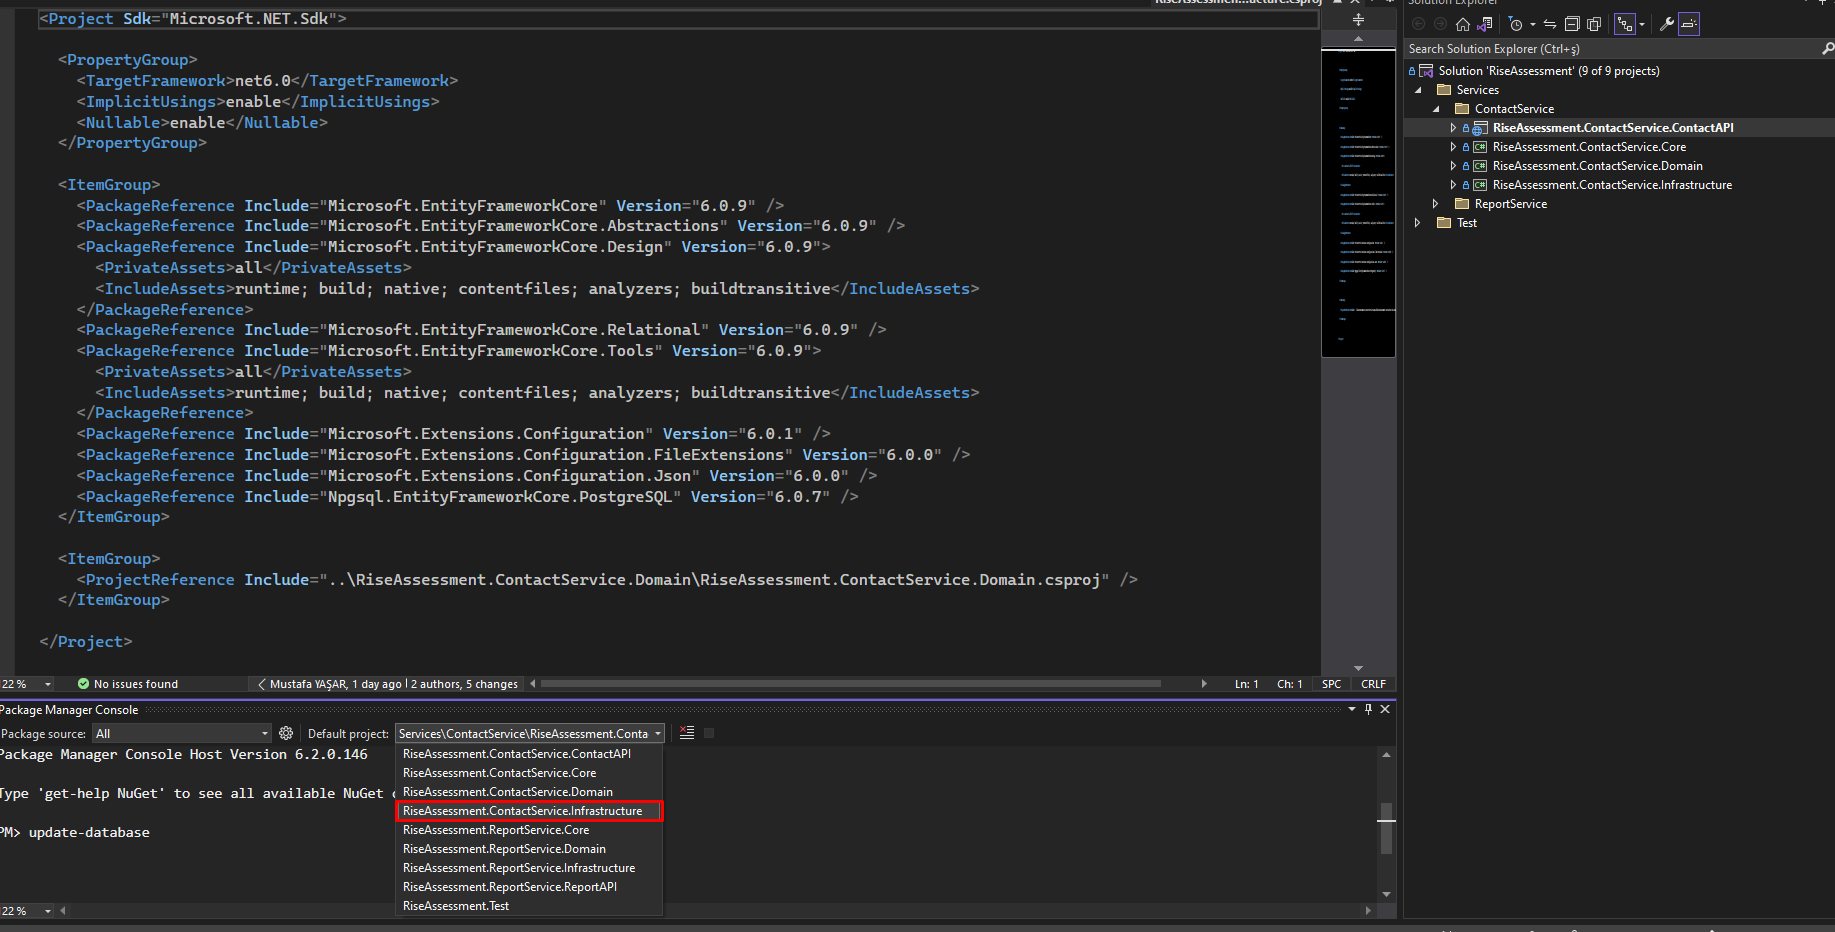 RiseAssessmen...ucture.csproj
<Project Sdk="Microsoft.NET.Sdk">
<PropertyGroup>
<TargetFramework>net6.0</TargetFramework>
<ImplicitUsings>enable</ImplicitUsings>
<Nullable>enable</Nullable>
</PropertyGroup>
<ItemGroup>
<PackageReference Include="Microsoft.EntityFrameworkCore" Version="6.0.9" />
<PackageReference Include="Microsoft.EntityFrameworkCore.Abstractions" Version="6.0.9" />
<PackageReference Include="Microsoft.EntityFrameworkCore.Design" Version="6.0.9">
<PrivateAssets>all</PrivateAssets>
<IncludeAssets>runtime; build; native; contentfiles; analyzers; buildtransitive</IncludeAssets>
</PackageReference>
<PackageReference Include="Microsoft.EntityFrameworkCore.Relational" Version="6.0.9" />
<PackageReference Include="Microsoft.EntityFrameworkCore.Tools" Version="6.0.9">
<PrivateAssets>all</PrivateAssets>
<IncludeAssets>runtime; build; native; contentfiles; analyzers; buildtransitive</IncludeAssets>
</PackageReference>
<PackageReference Include="Microsoft.Extensions.Configuration" Version="6.0.1" />
<PackageReference Include="Microsoft.Extensions.Configuration.FileExtensions" Version="6.0.0" />
<PackageReference Include="Microsoft.Extensions.Configuration.Json" Version="6.0.0" />
<PackageReference Include="Npgsql.EntityFrameworkCore.PostgreSQL" Version="6.0.7" />
</ItemGroup>
<ItemGroup>
<ProjectReference Include="..\RiseAssessment.ContactService.Domain\RiseAssessment.ContactService.Domain.csproj" />
</ItemGroup>
</Project>
22 % No issues found Mustafa YAŞAR, 1 day ago | 2 authors, 5 changes Ln: 1 Ch: 1 SPC CRLF
Package Manager Console
Package source: All Default project: Services\ContactService\RiseAssessment.Conta
Package Manager Console Host Version 6.2.0.146
Type 'get-help NuGet' to see all available NuGet c
PM> update-database
RiseAssessment.ContactService.ContactAPI
RiseAssessment.ContactService.Core
RiseAssessment.ContactService.Domain
RiseAssessment.ContactService.Infrastructure
RiseAssessment.ReportService.Core
RiseAssessment.ReportService.Domain
RiseAssessment.ReportService.Infrastructure
RiseAssessment.ReportService.ReportAPI
RiseAssessment.Test
22 %
Solution Explorer
Search Solution Explorer (Ctrl+ş)
Solution 'RiseAssessment' (9 of 9 projects)
Services
ContactService
RiseAssessment.ContactService.ContactAPI
C# RiseAssessment.ContactService.Core
C# RiseAssessment.ContactService.Domain
C# RiseAssessment.ContactService.Infrastructure
ReportService
Test